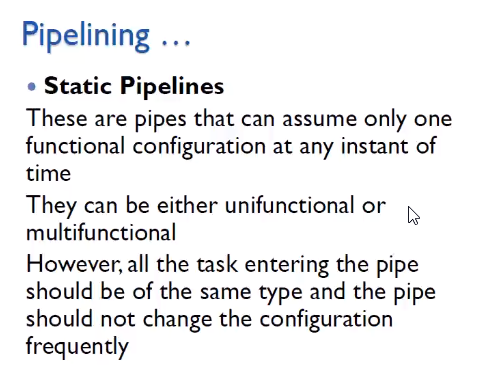 Pipelining ...
• Static Pipelines
These are pipes that can assume only one
functional configuration at any instant of
time
They can be either unifunctional or
multifunctional
However, all the task entering the pipe
should be of the same type and the pipe
should not change the configuration
frequently